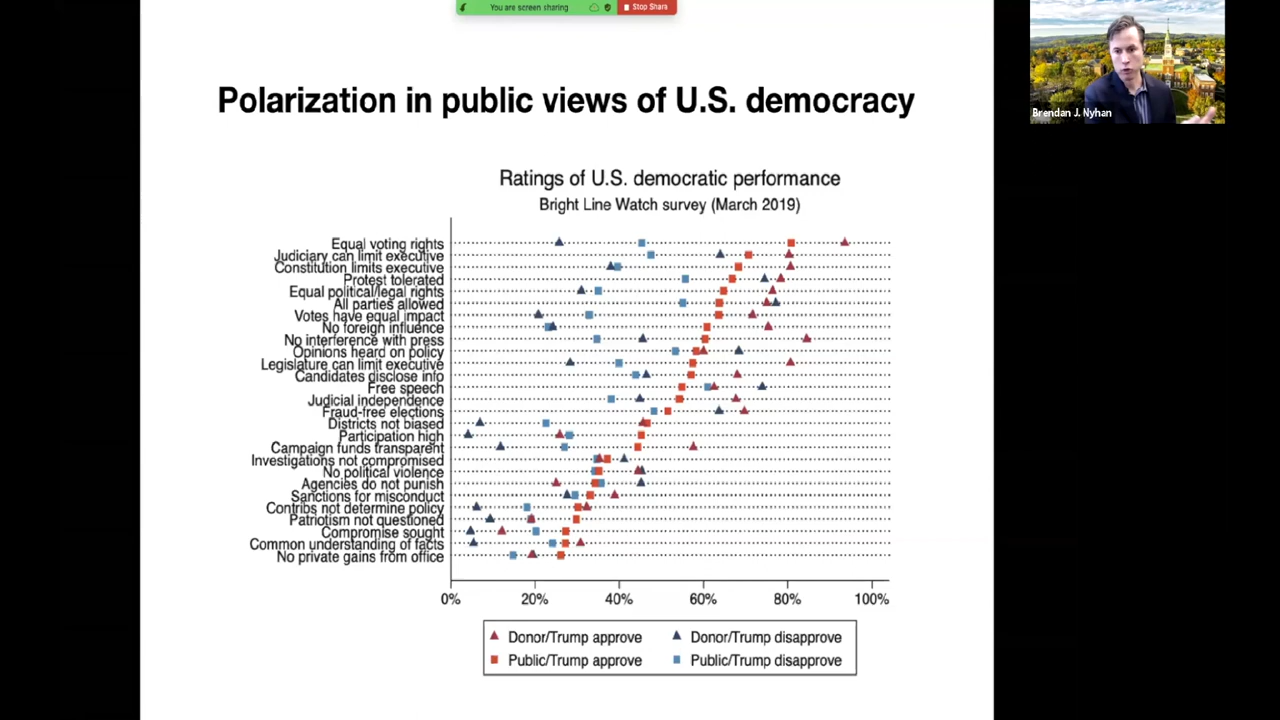 You are screen sharing
Stop Share
Brendan J. Nyhan
Polarization in public views of U.S. democracy
Ratings of U.S. democratic performance
Bright Line Watch survey (March 2019)
Equal voting rights
Judiciary can limit executive
Constitution limits executive
Protest tolerated
Equal political/legal rights
All parties allowed
Votes have equal impact
No foreign influence
No interference with press
Opinions heard on policy
Legislature can limit executive
Candidates disclose info
Free speech
Judicial independence
Fraud-free elections
Districts not biased
Participation high
Campaign funds transparent
Investigations not compromised
No political violence
Agencies do not punish
Sanctions for misconduct
Contribs not determine policy
Patriotism not questioned
Compromise sought
Common understanding of facts
No private gains from office
0% 20% 40% 60% 80% 100%
Donor/Trump approve Donor/Trump disapprove
Public/Trump approve Public/Trump disapprove